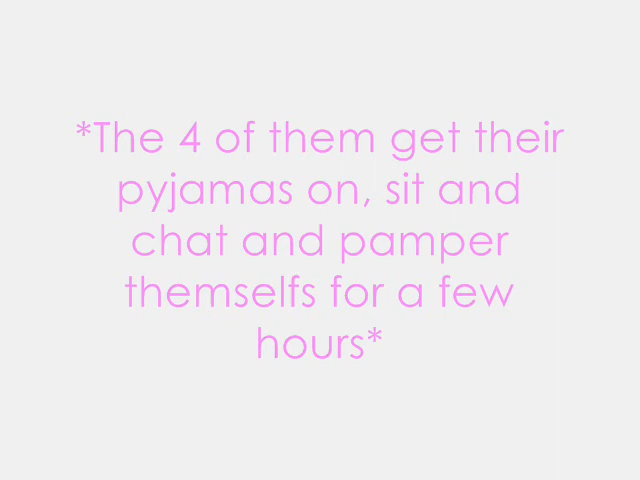 *The 4 of them get their
pyjamas on, sit and
chat and pamper
themselfs for a few
hours*